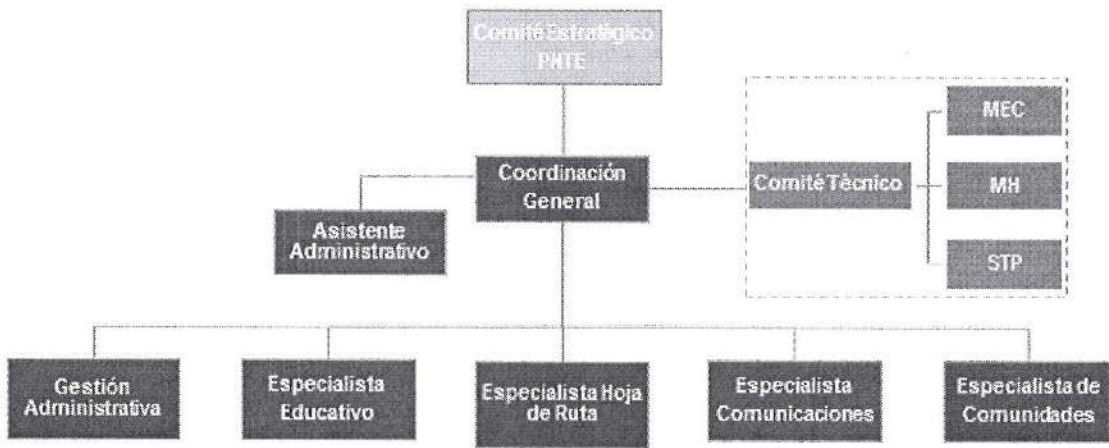 Comité Estratégico
PNTE
MEC
Coordinación
General
Comité Técnico
MH
Asistente
Administrativo
STP
Gestión
Administrativa
Especialista
Educativo
Especialista Hoja
de Ruta
Especialista
Comunicaciones
Especialista de
Comunidades